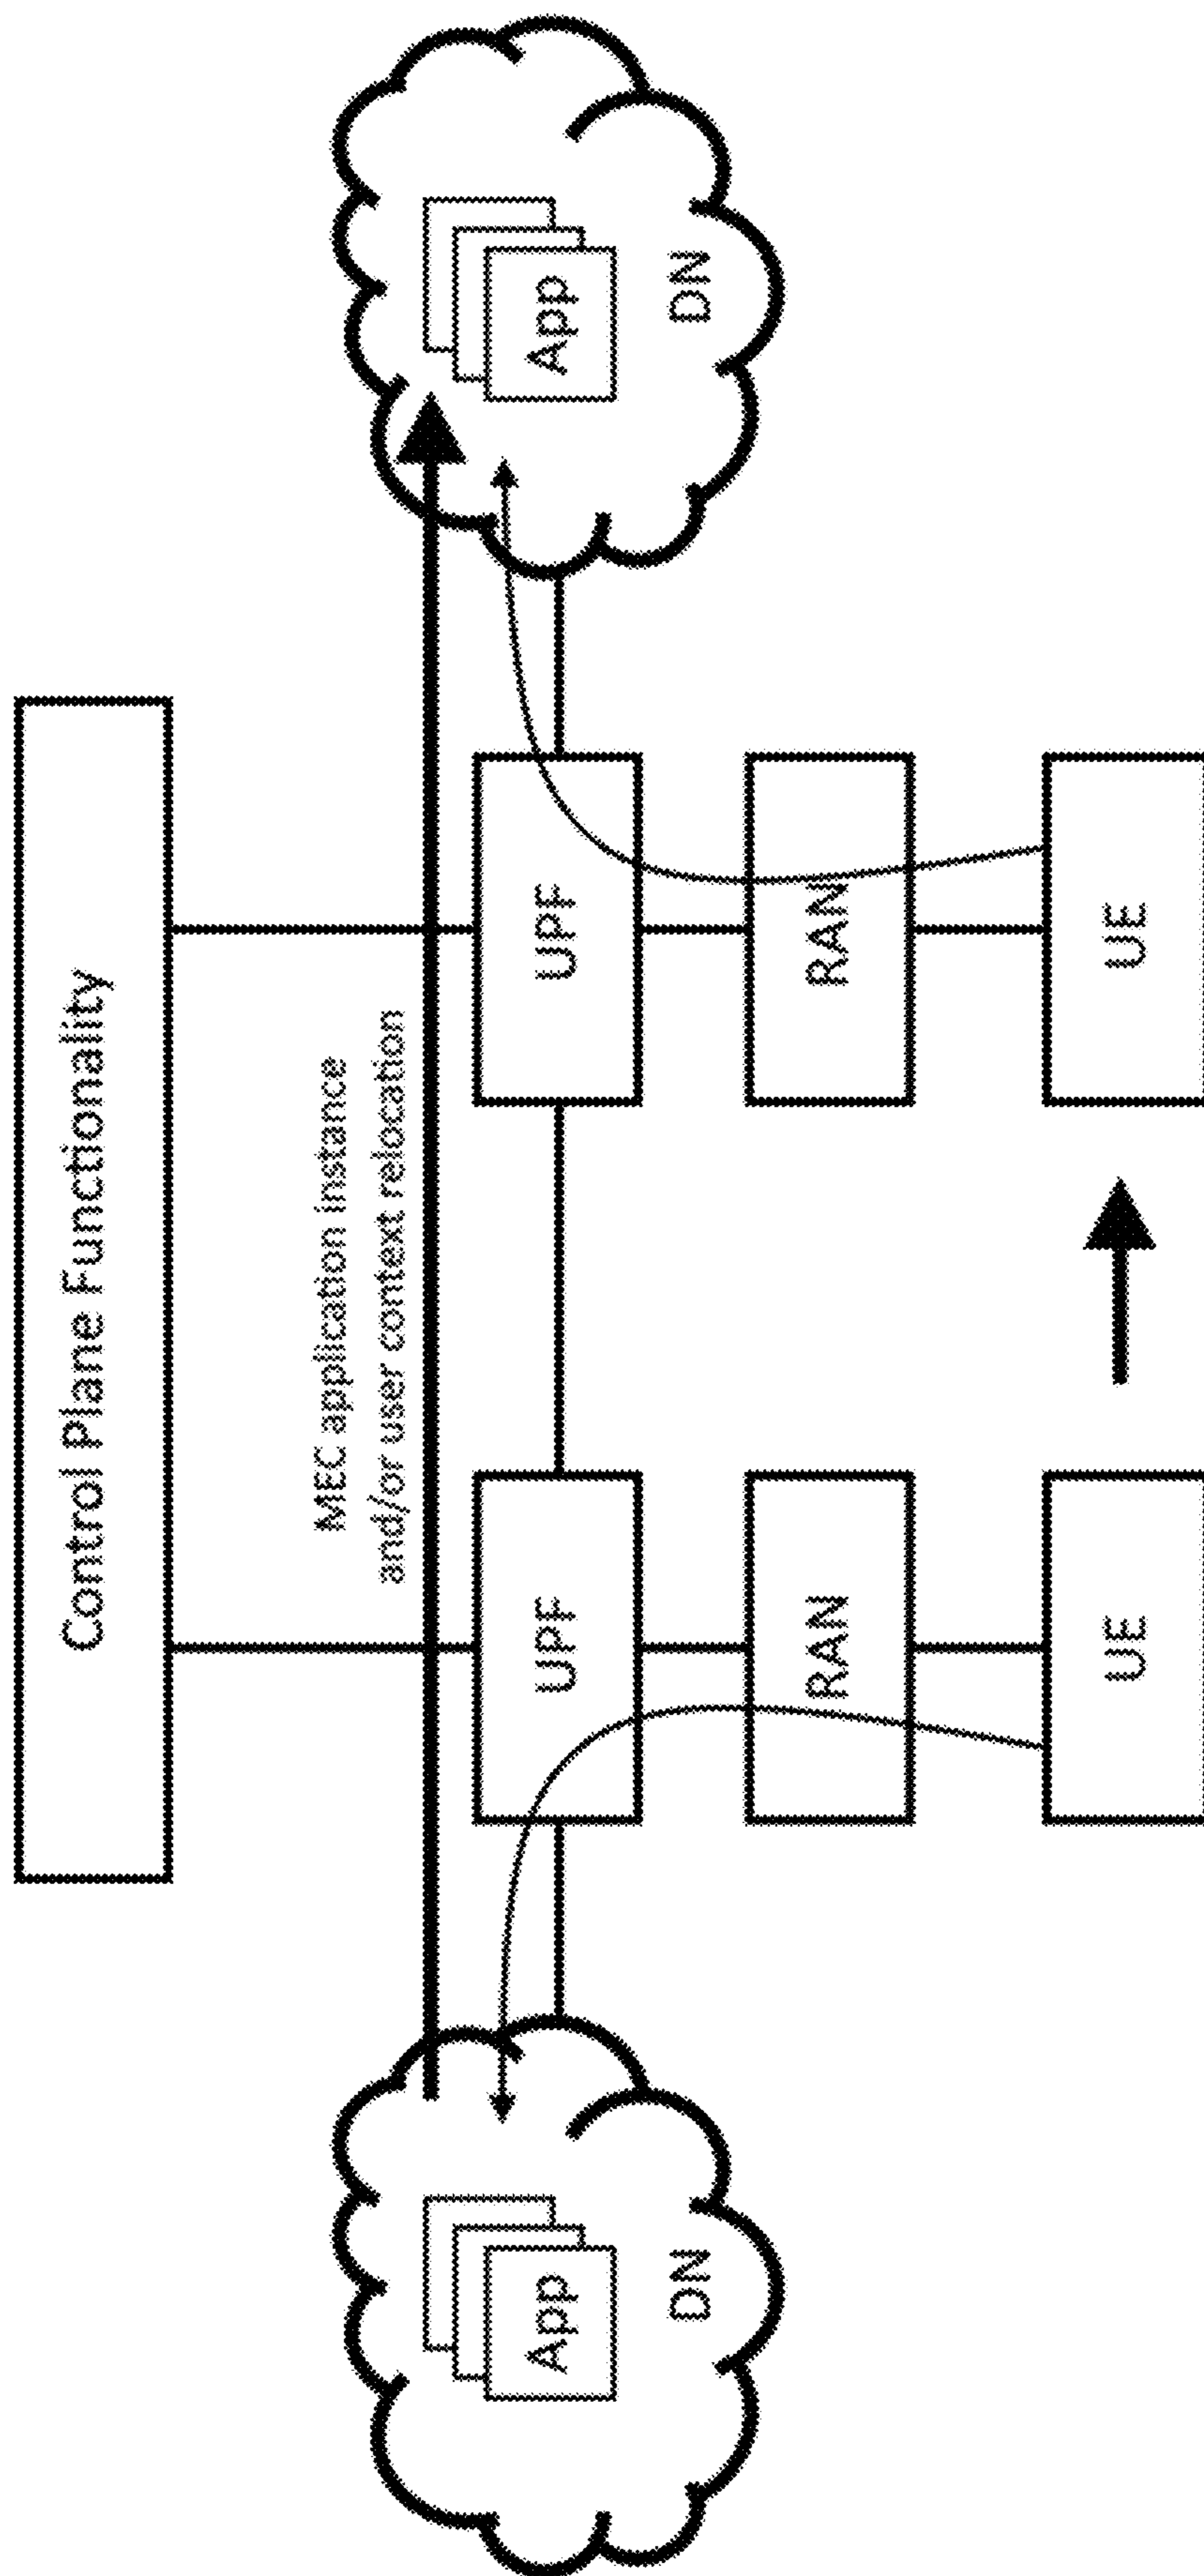 Control Plane Functionality
MEC application instance
and/or user context relocation
App
DN
UPF
UPF
App
DN
RAN
RAN
UE
UE